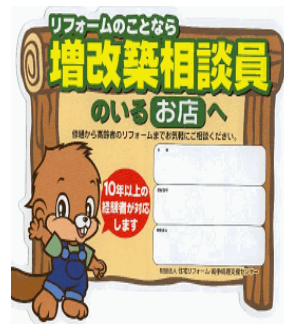 リフォームのことなら
増改築相談員
のいるお店へ
修繕から高齢者のリフォームまでお気軽にご相談ください。
10年以上の
経験者が対応
します
財団法人 住宅リフォーム・紛争処理支援センター